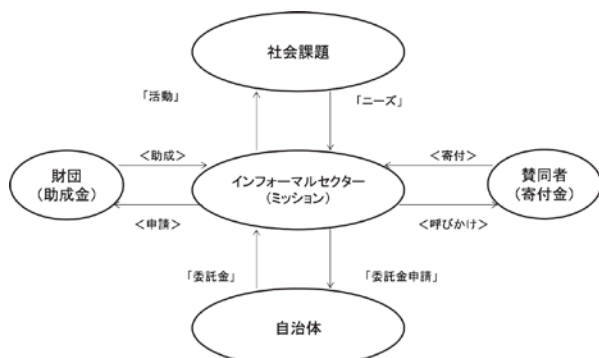 社会課題
「活動」
「ニーズ」
財団
(助成金)
<助成>
インフォーマルセクター
(ミッション)
<寄付>
賛同者
(寄付金)
<申請>
<呼びかけ>
「委託金」
「委託金申請」
自治体